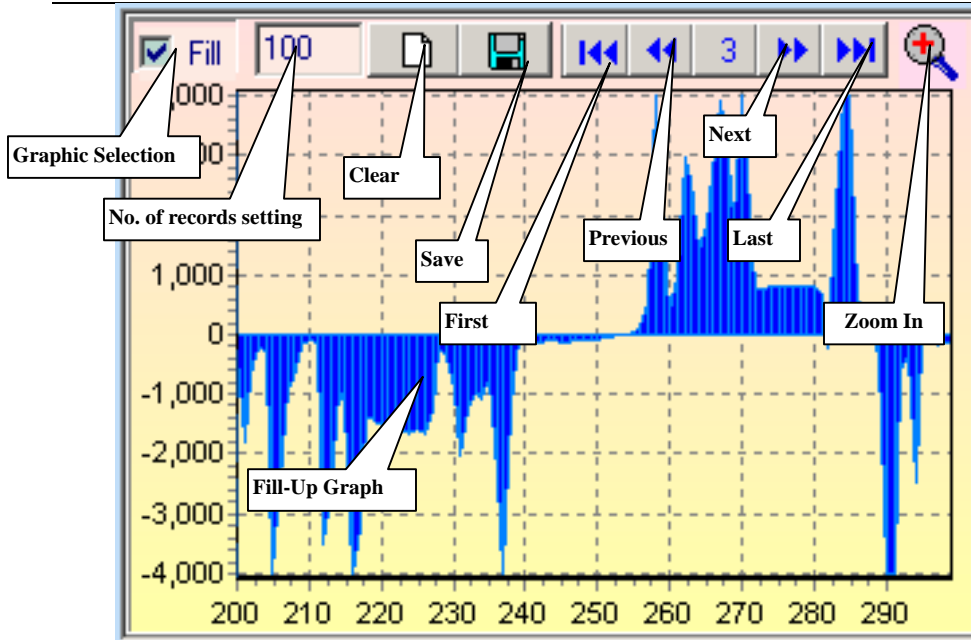 Fill 100 3
,000
Graphic Selection
Next
Clear
No. of records setting
Previous
Last
Save
1,000
First
Zoom In
0
-1,000
-2,000
Fill-Up Graph
-3,000
-4,000
200 210 220 230 240 250 260 270 280 290